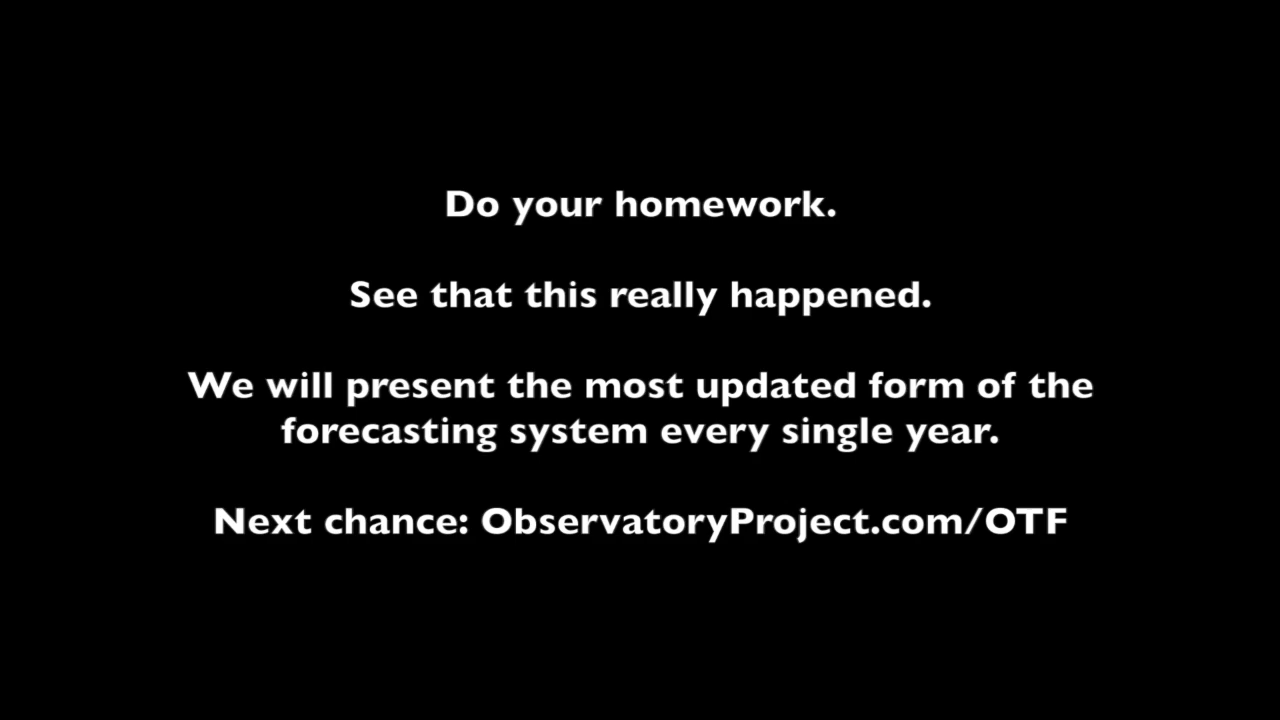 Do your homework.
See that this really happened.
We will present the most updated form of the
forecasting system every single year.
Next chance: ObservatoryProject.com/OTF